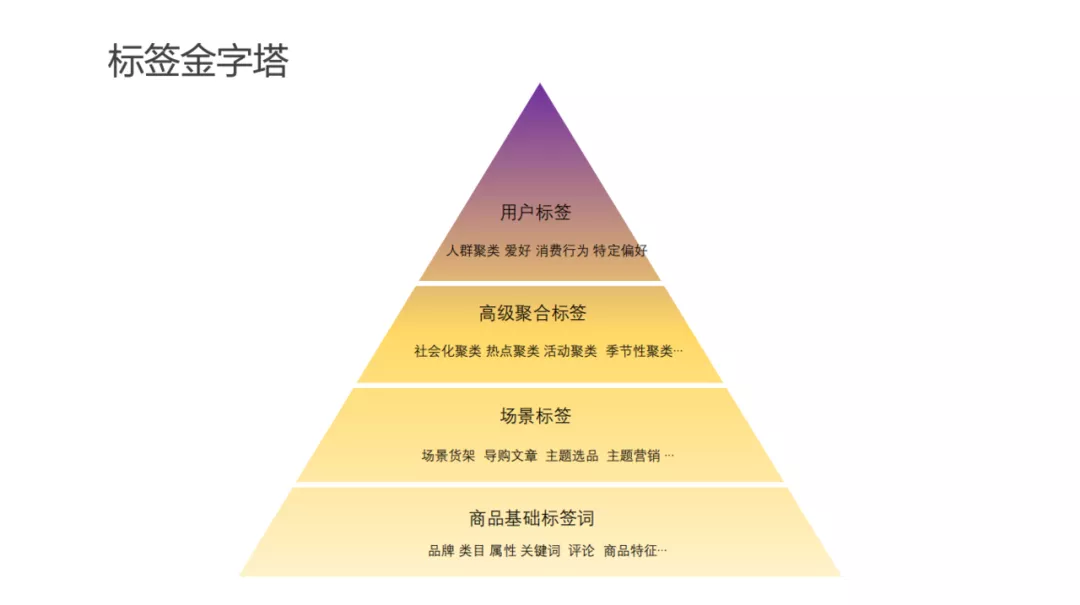 标签金字塔
用户标签
人群聚类 爱好 消费行为 特定偏好
高级聚合标签
社会化聚类 热点聚类 活动聚类 季节性聚类···
场景标签
场景货架 导购文章 主题选品 主题营销 ···
商品基础标签词
品牌 类目 属性 关键词 评论 商品特征···